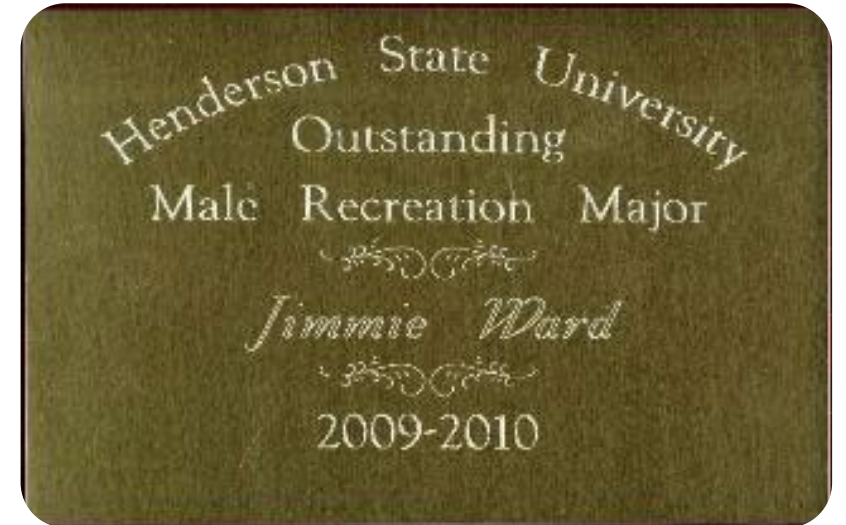 Henderson State University
Outstanding
Male Recreation Major
Jimmie Ward
2009-2010